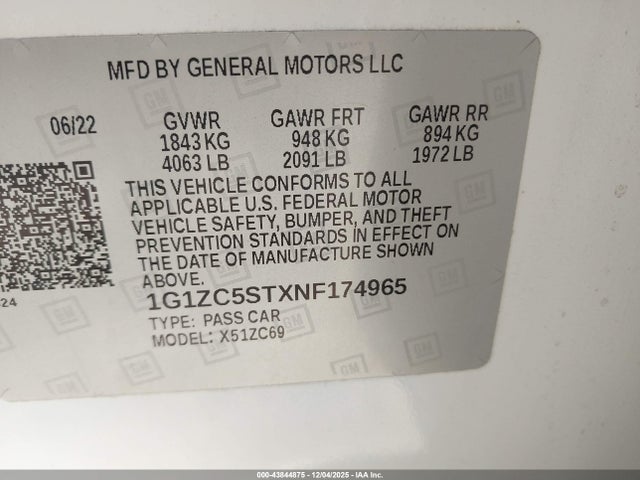 MFD BY GENERAL MOTORS LLC
06/22 GVWR GAWR FRT GAWR RR
1843 KG 948 KG 894 KG
4063 LB 2091 LB 1972 LB
THIS VEHICLE CONFORMS TO ALL
APPLICABLE U.S. FEDERAL MOTOR
VEHICLE SAFETY, BUMPER, AND THEFT
PREVENTION STANDARDS IN EFFECT ON
THE DATE OF MANUFACTURE SHOWN
ABOVE.
24
1G1ZC5STXNF174965
TYPE: PASS CAR
MODEL: X51ZC69
000-43844875 - 12/04/2025 - IAA Inc.